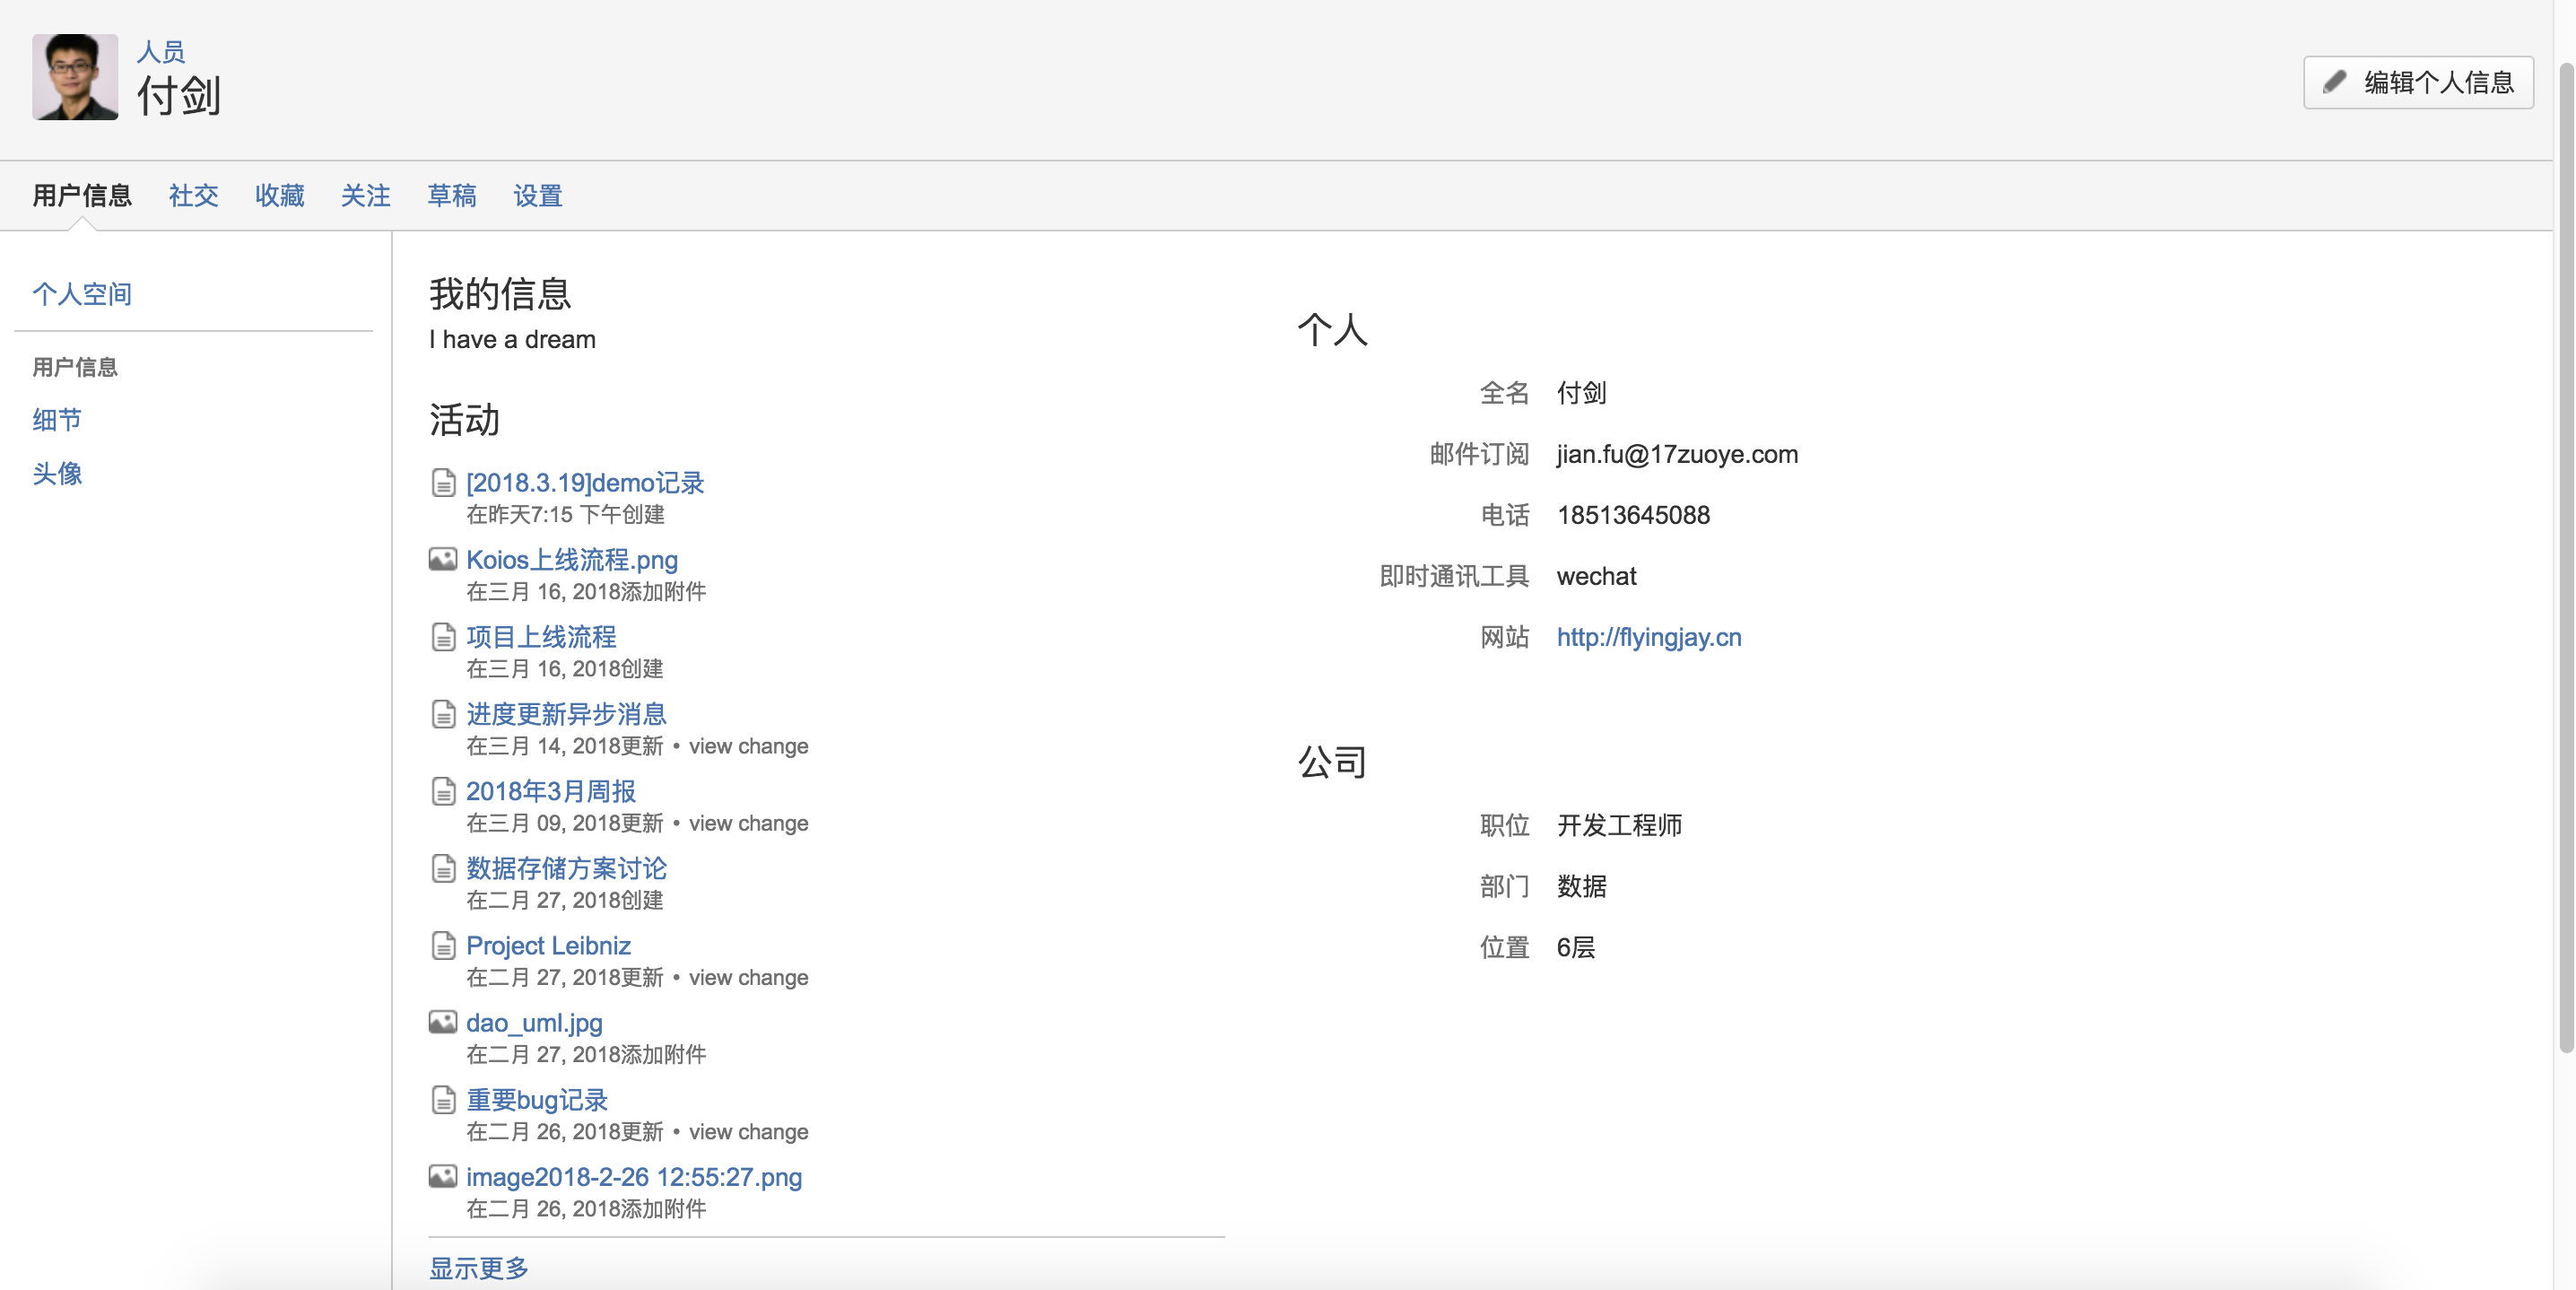 人员
付剑
编辑个人信息
用户信息 社交 收藏 关注 草稿 设置
个人空间
用户信息
细节
头像
我的信息
I have a dream
活动
[2018.3.19]demo记录
在昨天7:15 下午创建
Koios上线流程.png
在三月 16, 2018添加附件
项目上线流程
在三月 16, 2018创建
进度更新异步消息
在三月 14, 2018更新 • view change
2018年3月周报
在三月 09, 2018更新 • view change
数据存储方案讨论
在二月 27, 2018创建
Project Leibniz
在二月 27, 2018更新 • view change
dao_uml.jpg
在二月 27, 2018添加附件
重要bug记录
在二月 26, 2018更新 • view change
image2018-2-26 12:55:27.png
在二月 26, 2018添加附件
显示更多
个人
全名 付剑
邮件订阅 jian.fu@17zuoye.com
电话 18513645088
即时通讯工具 wechat
网站 http://flyingjay.cn
公司
职位 开发工程师
部门 数据
位置 6层